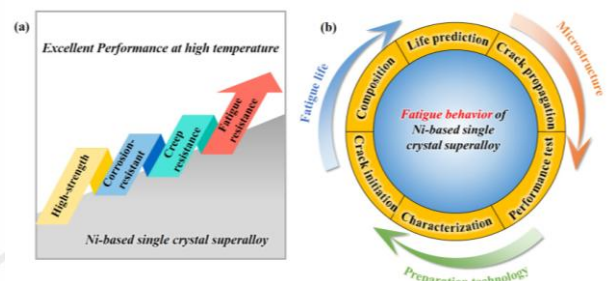 (a)
Excellent Performance at high temperature
High-strength
Corrosion-
resistant
Creep
resistance
Fatigue
resistance
Ni-based single crystal superalloy
(b)
Fatigue life
Microstructure
Preparation technology
Composition
Life prediction
Crack propagation
Performance test
Characterization
Crack initiation
Fatigue behavior of
Ni-based single
crystal superalloy